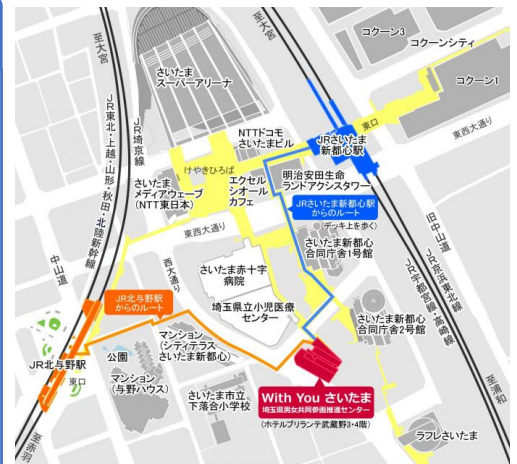 至大宮
至大宮
コクーン3
コクーンシティ
コクーン1
さいたま
スーパーアリーナ
JR埼京線
JR東北・上越・山形・秋田・北陸新幹線
NTTドコモ
さいたまビル
JRさいたま
新都心駅
東口
東西大通り
けやきひろば
さいたま
メディアウェーブ
(NTT東日本)
エクセル
シオール
カフェ
明治安田生命
ランドアクシスタワー
JRさいたま新都心駅
からのルート
(デッキ上を歩く)
旧中山道
東西大通り
中山道
西大通り
さいたま赤十字
病院
さいたま新都心
合同庁舎1号館
JR京浜東北線
JR宇都宮線・高崎線
JR北与野駅
からのルート
埼玉県立小児医療
センター
さいたま新都心
合同庁舎2号館
JR北与野駅
東口
公園
マンション
(シティテラス
さいたま新都心)
マンション
(与野ハウス)
さいたま市立
下落合小学校
With You さいたま
埼玉県男女共同参画推進センター
(ホテルブリランテ武蔵野3・4階)
至浦和
至赤羽
ラフレさいたま